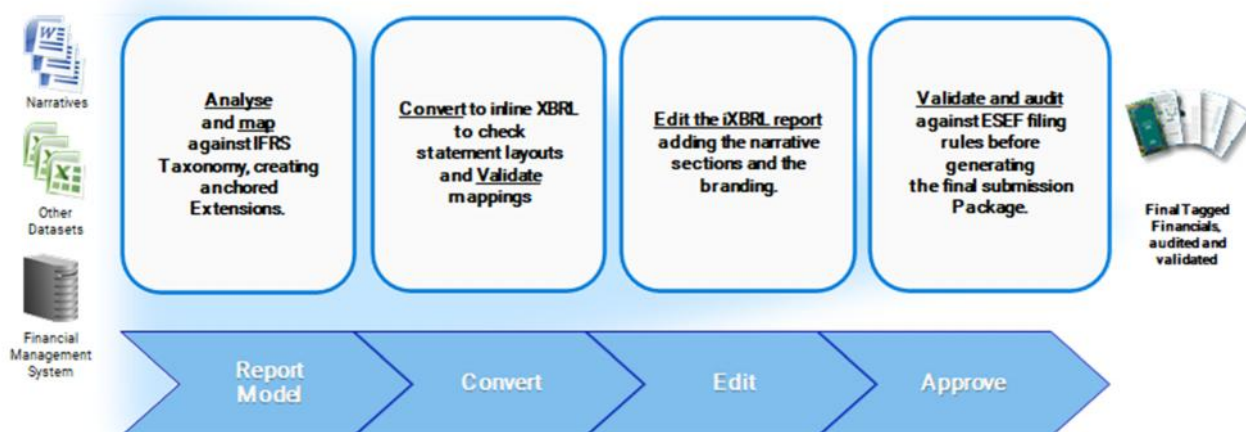 Narratives
Other
Datasets
Financial
Management
System
Analyse
and map
against IFRS
Taxonomy, creating
anchored
Extensions.
Convert to inline XBRL
to check
statement layouts
and Validate
mappings
Edit the iXBRL report
adding the narrative
sections and the
branding.
Validate and audit
against ESEF filing
rules before
generating
the final submission
Package.
Final Tagged
Financials,
audited and
validated
Report
Model
Convert
Edit
Approve